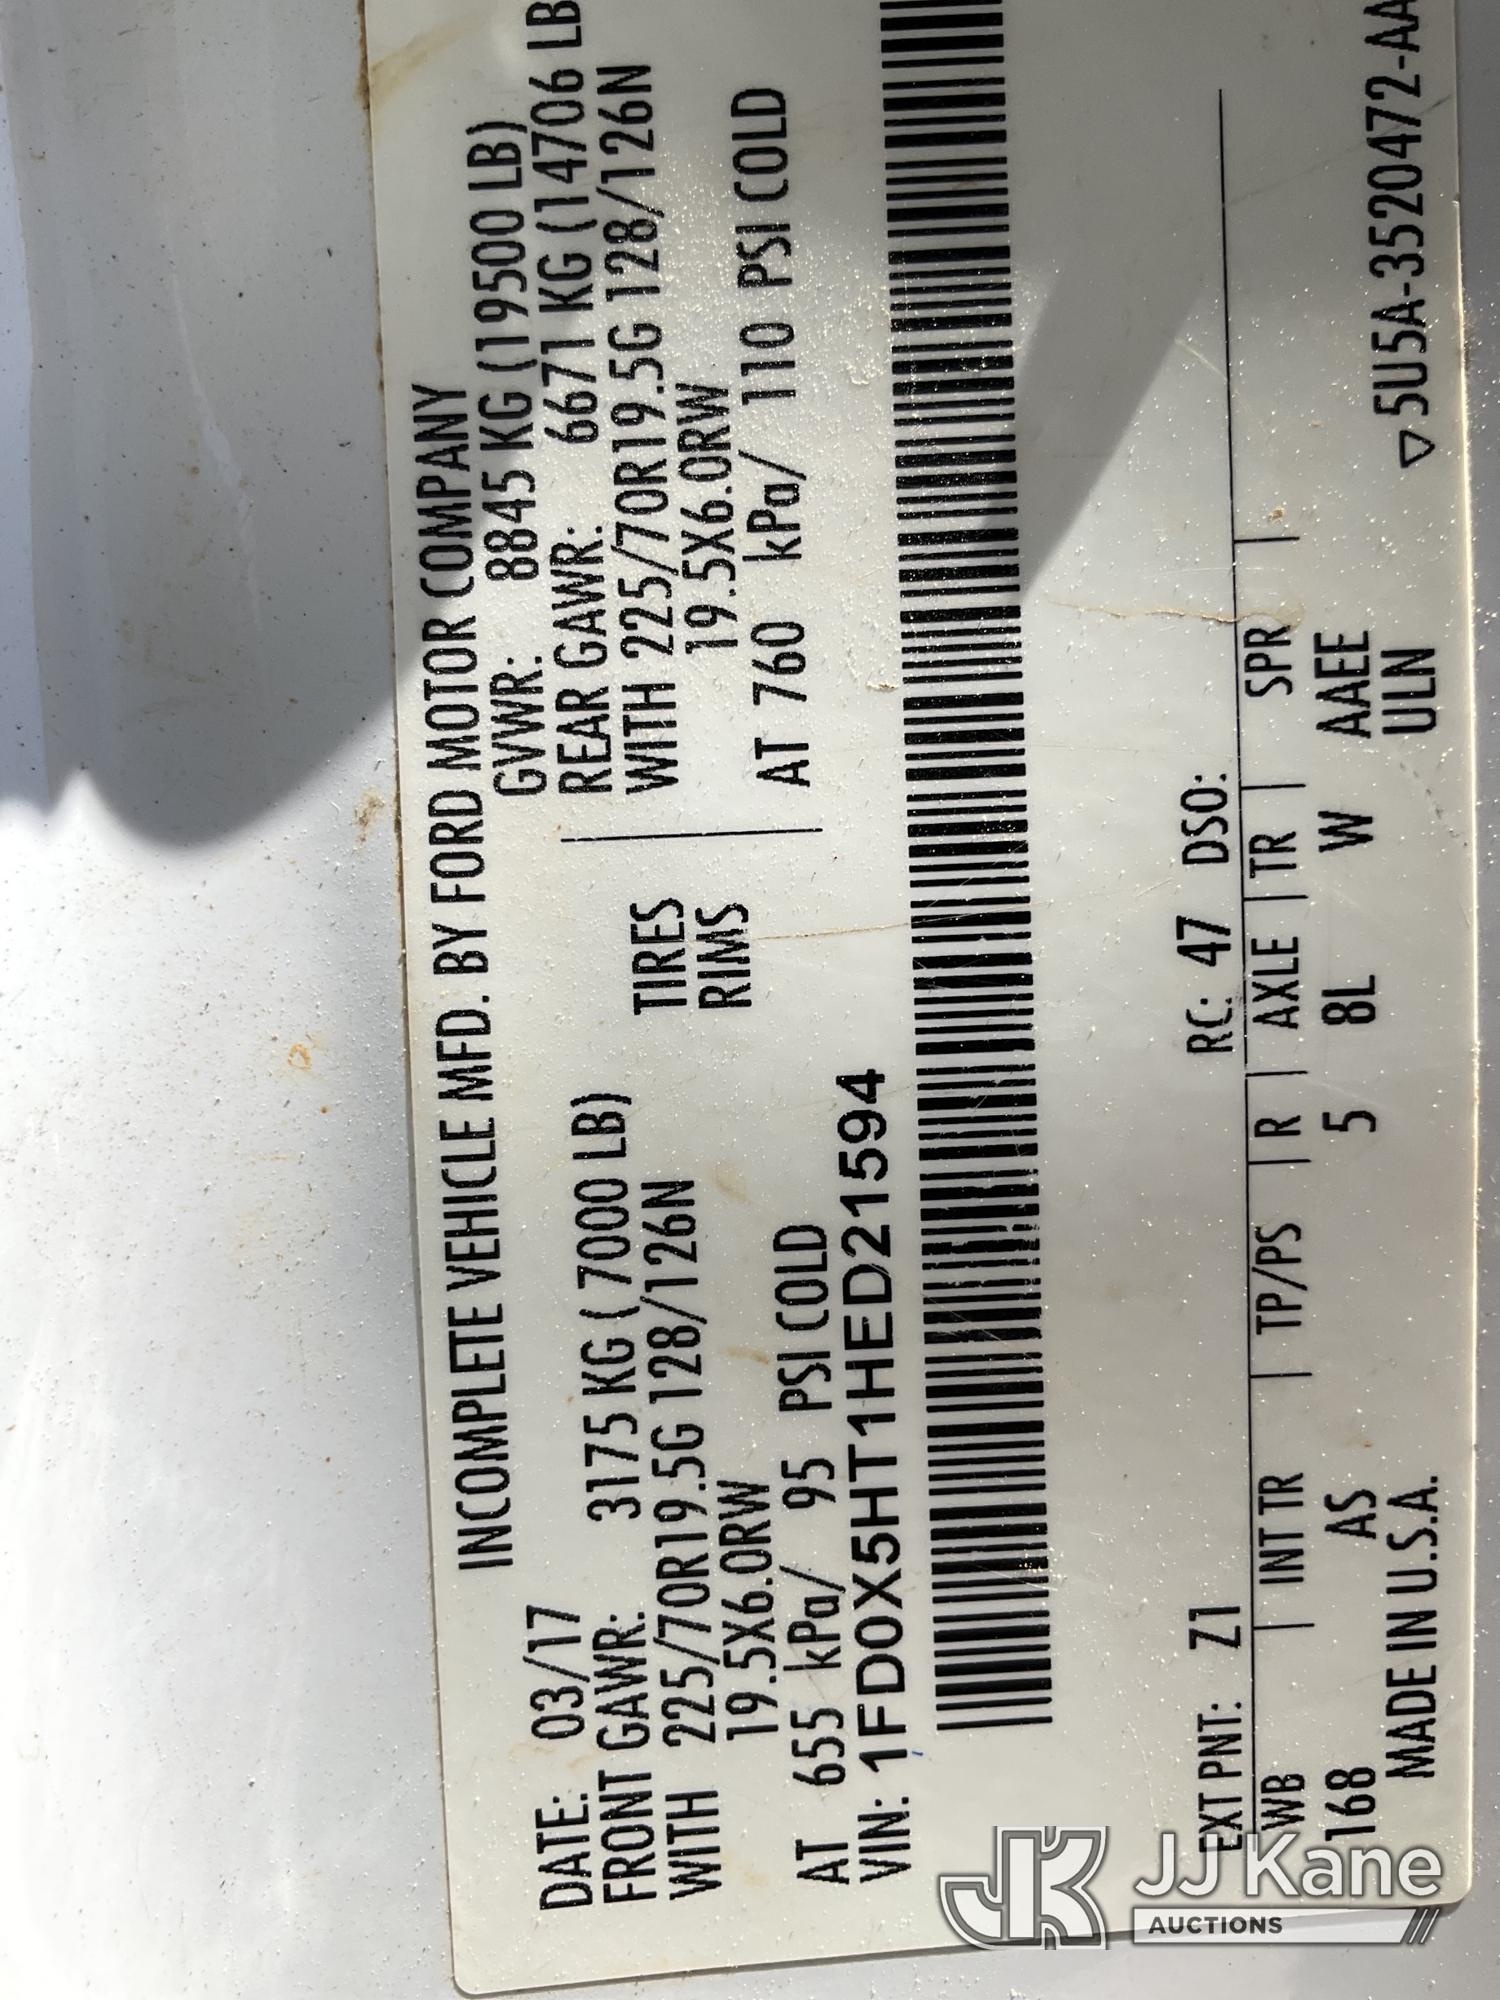 INCOMPLETE VEHICLE MFD. BY FORD MOTOR COMPANY
DATE: 03/17 GVWR: 8845 KG (19500 LB)
FRONT GAWR: 3175 KG ( 7000 LB) REAR GAWR: 6671 KG (14706 LB
WITH 225/70R19.5G 128/126N TIRES WITH 225/70R19.5G 128/126N
19.5X6.0RW RIMS 19.5X6.0RW
AT 655 kPa/ 95 PSI COLD AT 760 kPa/ 110 PSI COLD
VIN: 1FD0X5HT1HED21594
EXT PNT: Z1 RC: 47 DSO:
WB INT TR TP/PS R AXLE TR SPR
168 AS 5 8L W AAEE
MADE IN U.S.A. ULN
5U5A-3520472-AA
JK JJ Kane
AUCTIONS